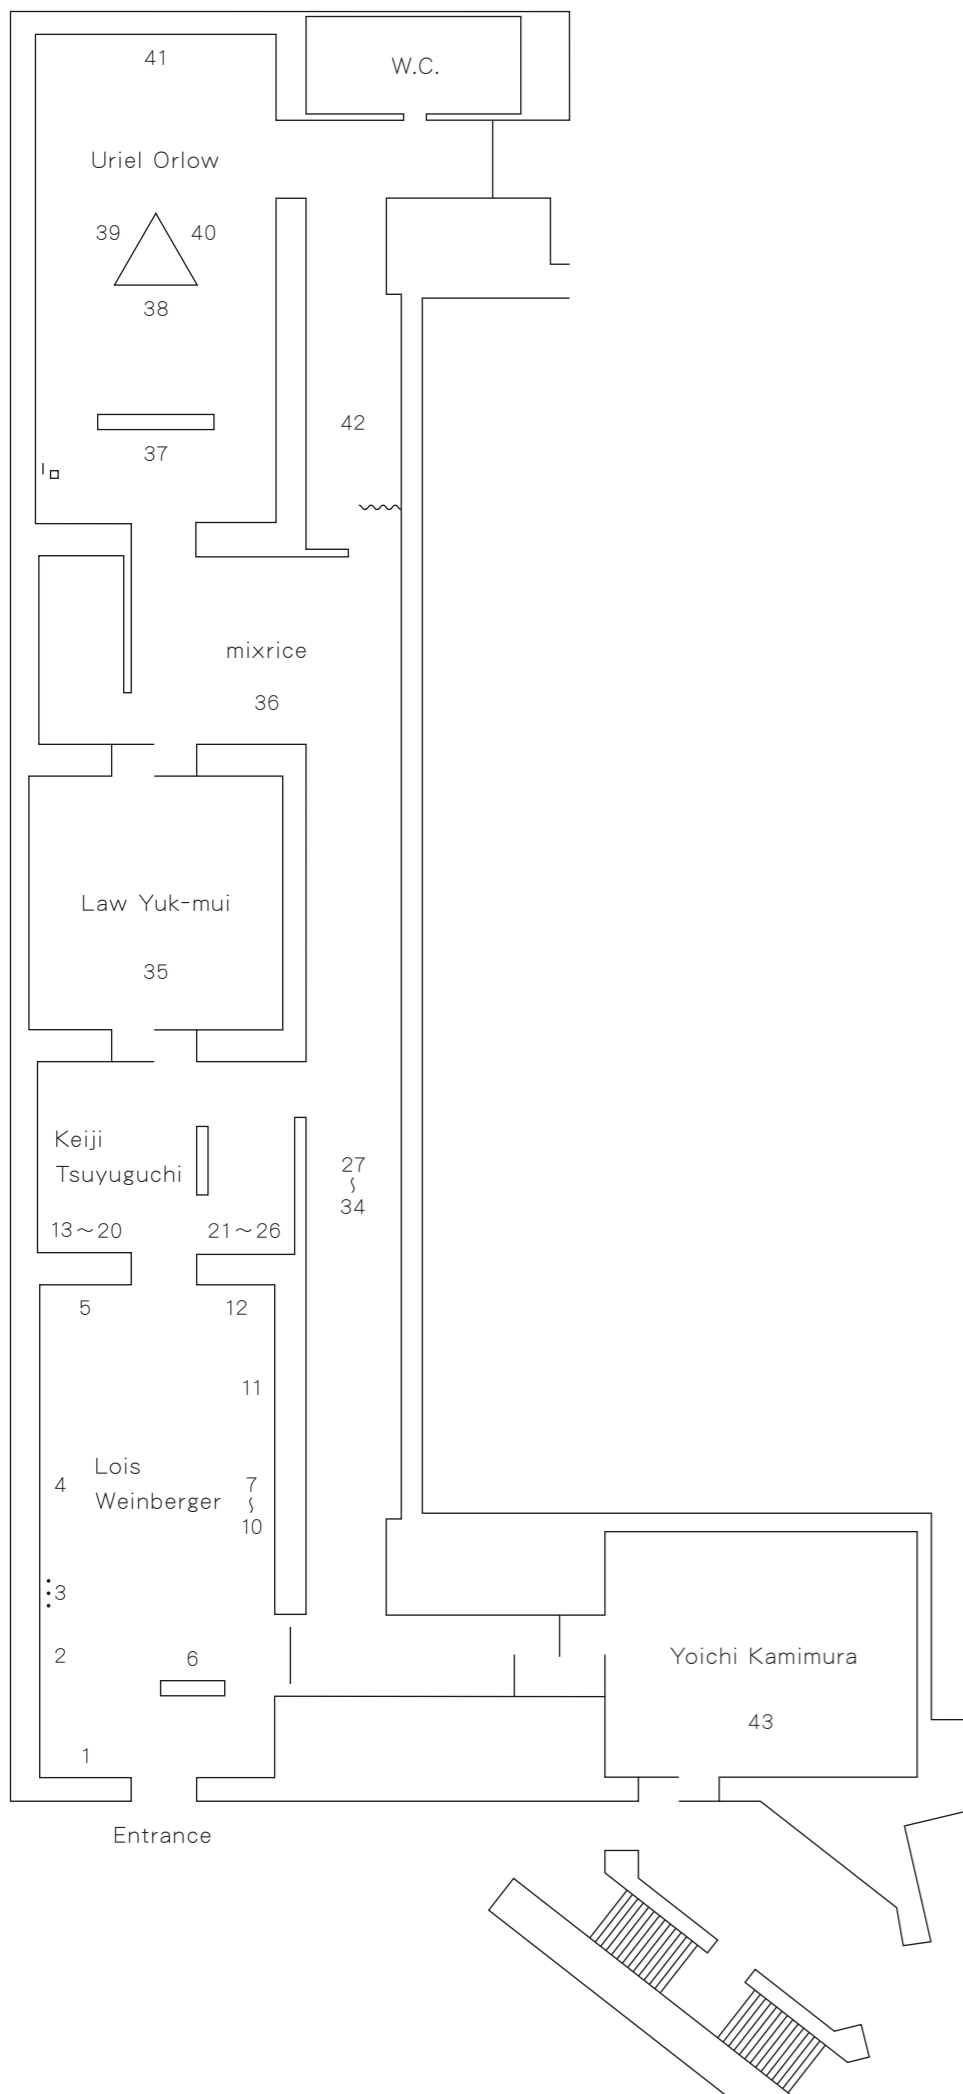 41
W.C.
Uriel Orlow
39
40
38
42
37
mixrice
36
Law Yuk-mui
35
Keiji
Tsuyuguchi
27
~
34
13～20
21～26
5
12
11
4
Lois
Weinberger
7
~
10
3
2
6
Yoichi Kamimura
43
1
Entrance